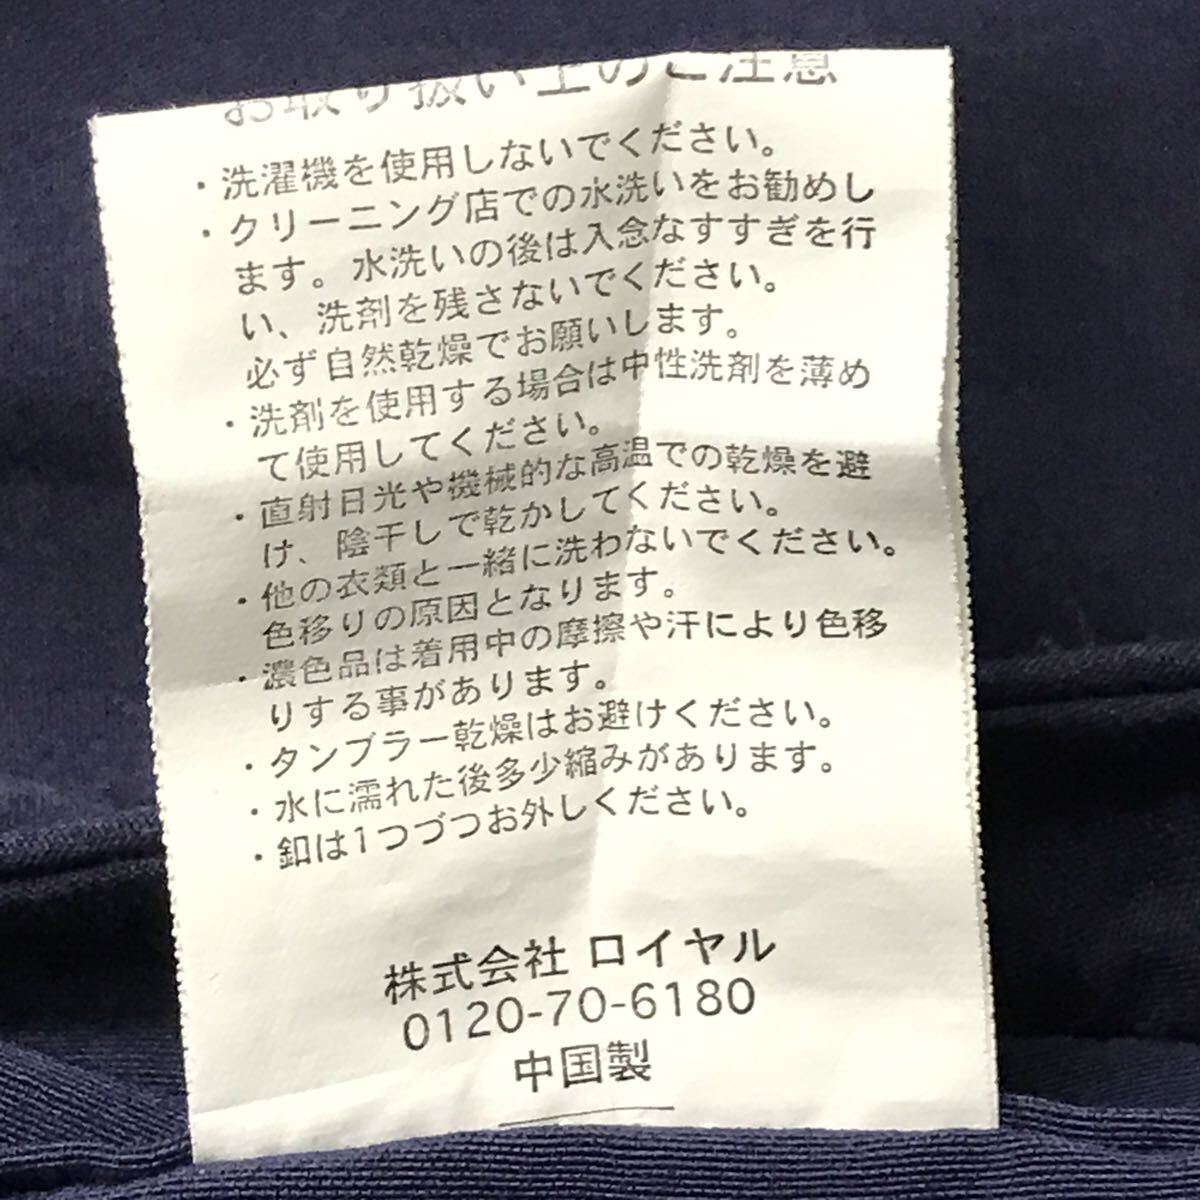 お取り扱い上のご注意
・洗濯機を使用しないでください。
・クリーニング店での水洗いをお勧めし
ます。水洗いの後は入念なすすぎを行
い、洗剤を残さないでください。
必ず自然乾燥でお願いします。
・洗剤を使用する場合は中性洗剤を薄め
て使用してください。
・直射日光や機械的な高温での乾燥を避
け、陰干しで乾かしてください。
・他の衣類と一緒に洗わないでください。
色移りの原因となります。
・濃色品は着用中の摩擦や汗により色移
りする事があります。
・タンブラー乾燥はお避けください。
・水に濡れた後多少縮みがあります。
・釦は1つづつお外しください。
株式会社 ロイヤル
0120-70-6180
中国製